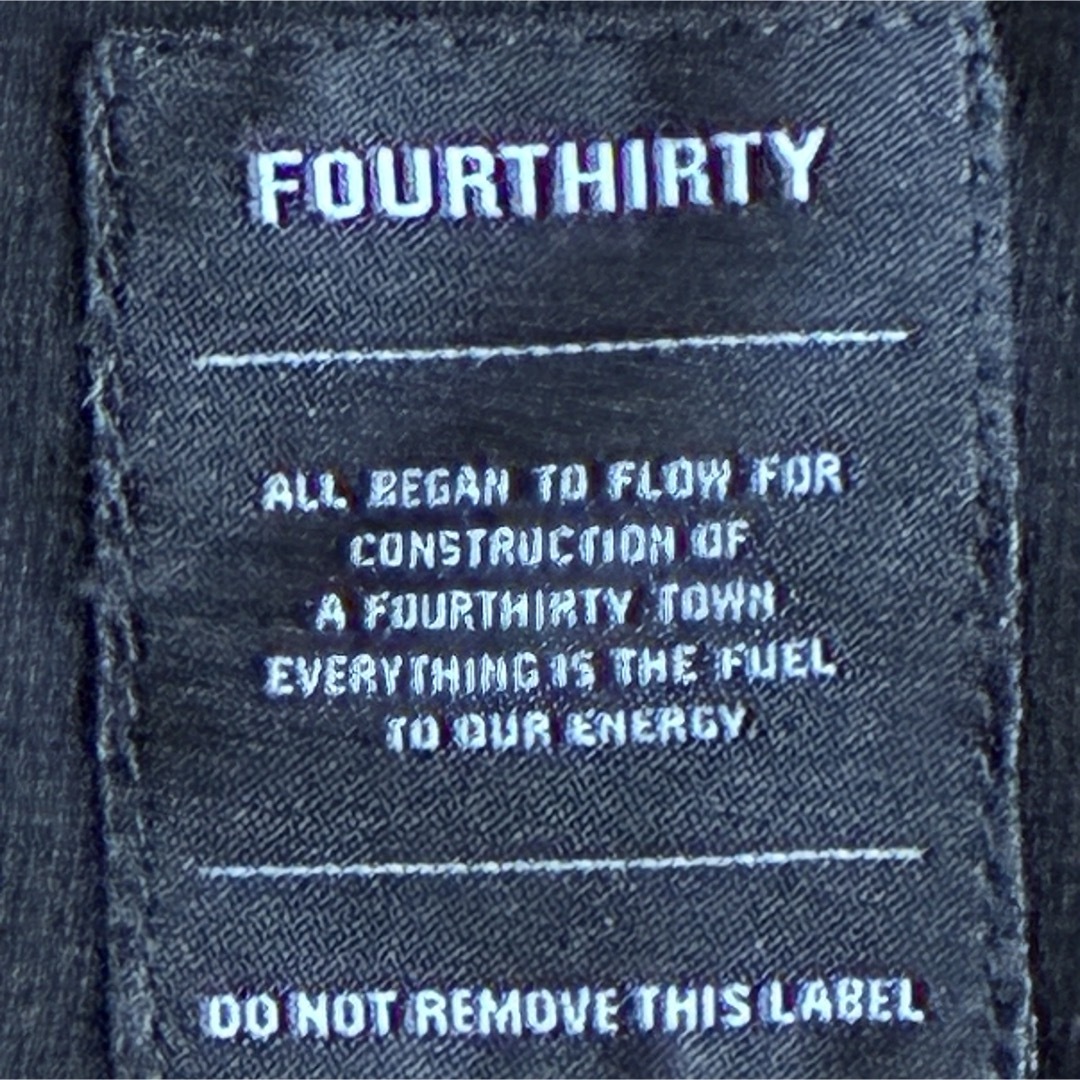 FOURTHIRTY
ALL BEGAN TO FLOW FOR
CONSTRUCTION OF
A FOURTHIRTY TOWN
EVERYTHING IS THE FUEL
TO OUR ENERGY
DO NOT REMOVE THIS LABEL